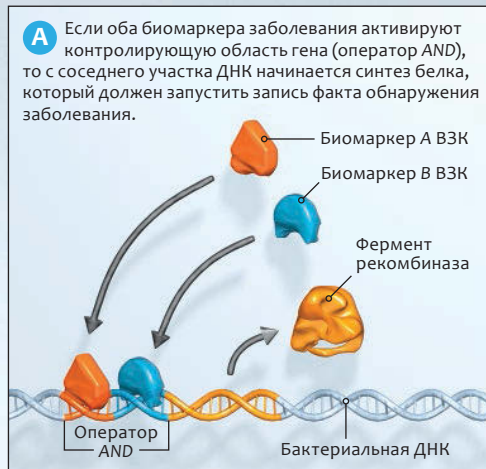 А Если оба биомаркера заболевания активируют
контролирующую область гена (оператор AND),
то с соседнего участка ДНК начинается синтез белка,
который должен запустить запись факта обнаружения
заболевания.
Биомаркер A ВЗК
Биомаркер B ВЗК
Фермент
рекомбиназа
Оператор
AND
Бактериальная ДНК